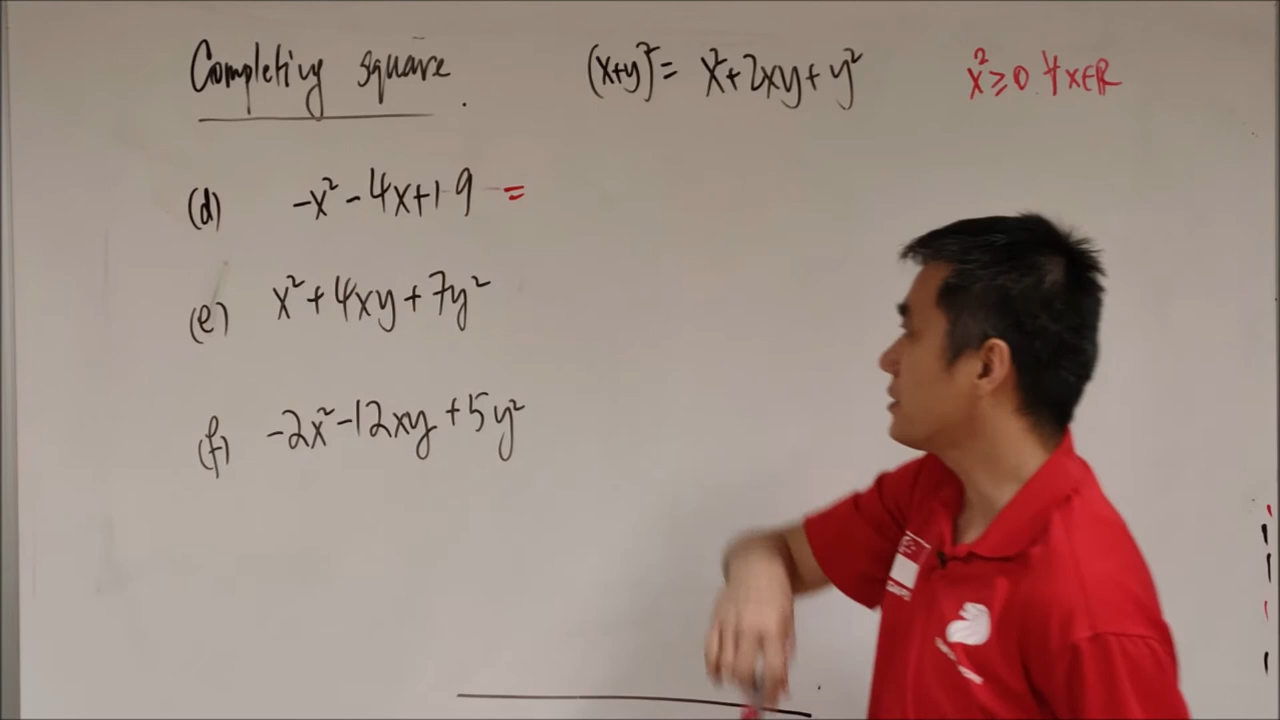 Completing square. (x+y)² = x²+2xy+y² x² ≥ 0 ∀ x∈R
(d) -x² - 4x+19 =
(e) x² + 4xy + 7y²
(f) -2x² -12xy +5y²